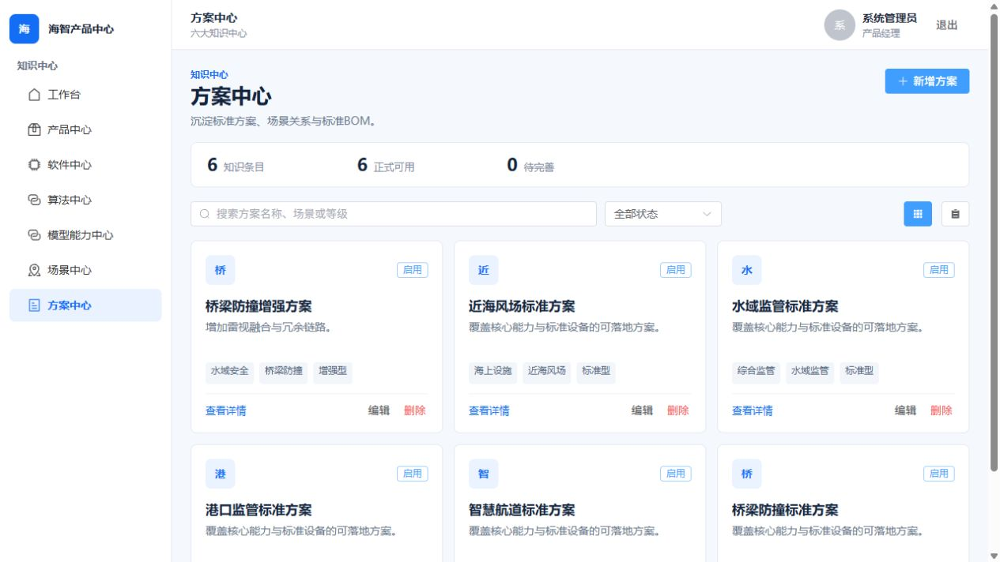 海
海智产品中心
知识中心
工作台
产品中心
软件中心
算法中心
模型能力中心
场景中心
方案中心
方案中心
六大知识中心
系
系统管理员
产品经理
退出
知识中心
方案中心
沉淀标准方案、场景关系与标准BOM。
+ 新增方案
6 知识条目
6 正式可用
0 待完善
搜索方案名称、场景或等级
全部状态
桥
启用
桥梁防撞增强方案
增加雷视融合与冗余链路。
水域安全 桥梁防撞 增强型
查看详情 编辑 删除
近
启用
近海风场标准方案
覆盖核心能力与标准设备的可落地方案。
海上设施 近海风场 标准型
查看详情 编辑 删除
水
启用
水域监管标准方案
覆盖核心能力与标准设备的可落地方案。
综合监管 水域监管 标准型
查看详情 编辑 删除
港
启用
港口监管标准方案
覆盖核心能力与标准设备的可落地方案。
智
启用
智慧航道标准方案
覆盖核心能力与标准设备的可落地方案。
桥
启用
桥梁防撞标准方案
覆盖核心能力与标准设备的可落地方案。